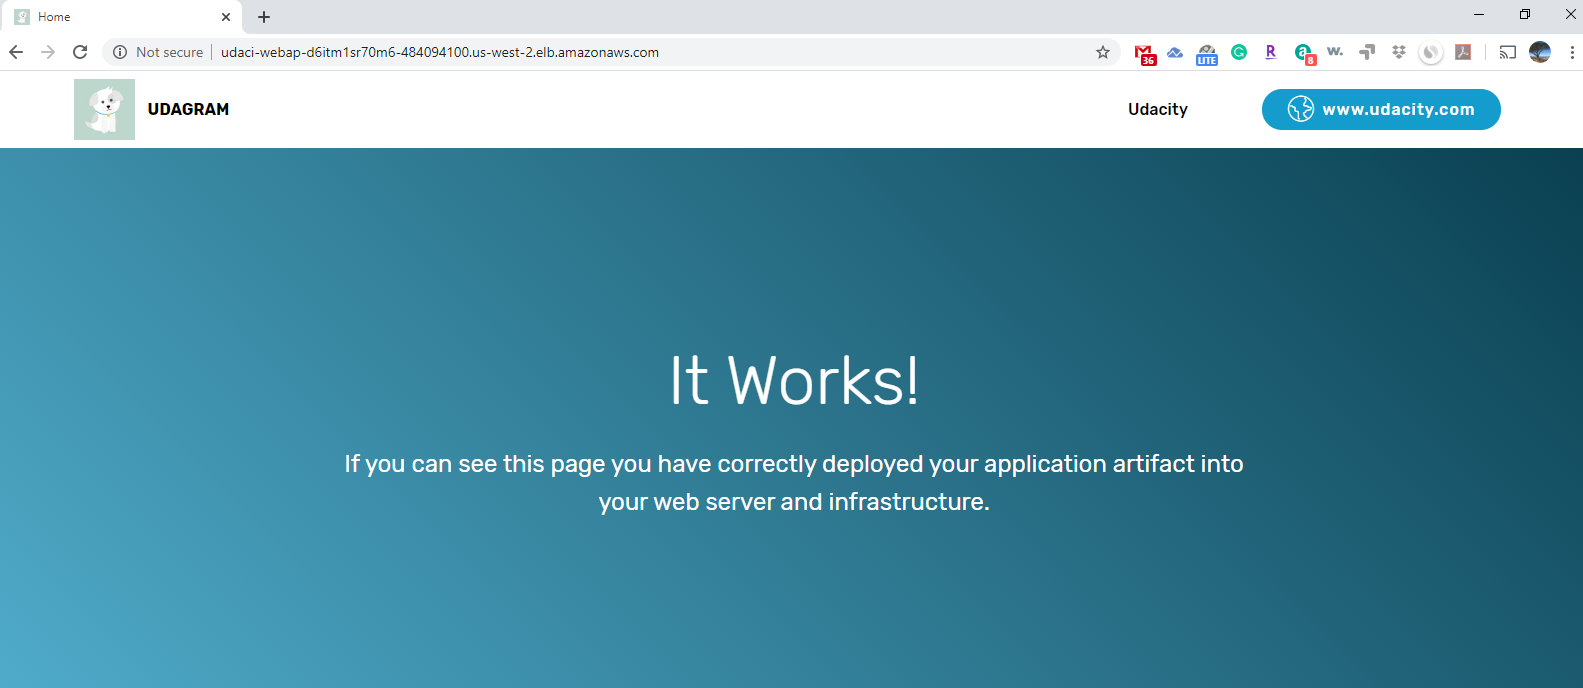 Home
Not secure
udaci-webap-d6itm1sr70m6-484094100.us-west-2.elb.amazonaws.com
36
LITE
G
R
a
8
w.
UDAGRAM
Udacity
www.udacity.com
It Works!
If you can see this page you have correctly deployed your application artifact into
your web server and infrastructure.